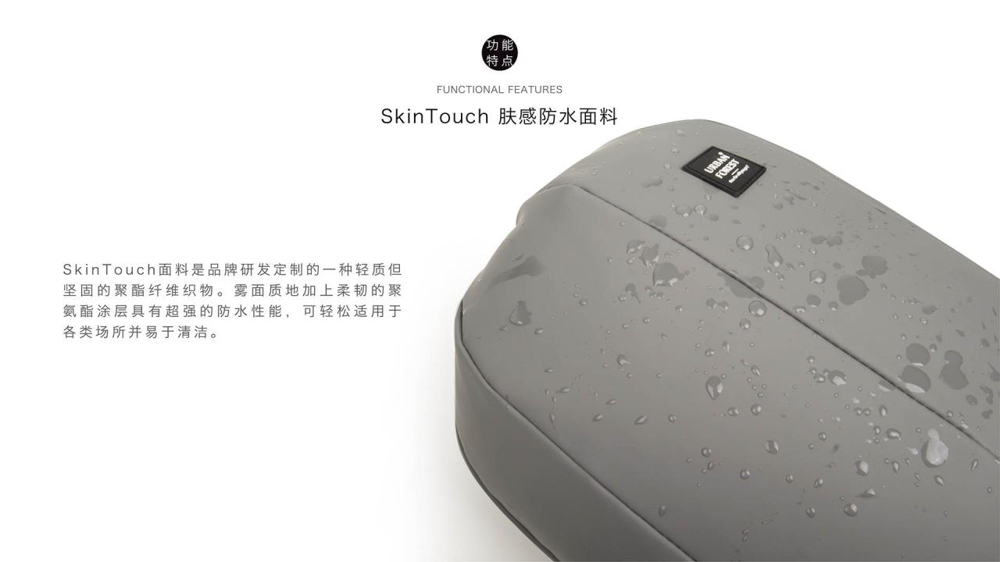 功能
特点
FUNCTIONAL FEATURES
SkinTouch 肤感防水面料
URBAN
FOREST
SkinTouch面料是品牌研发定制的一种轻质但
坚固的聚酯纤维织物。雾面质地加上柔韧的聚
氨酯涂层具有超强的防水性能，可轻松适用于
各类场所并易于清洁。